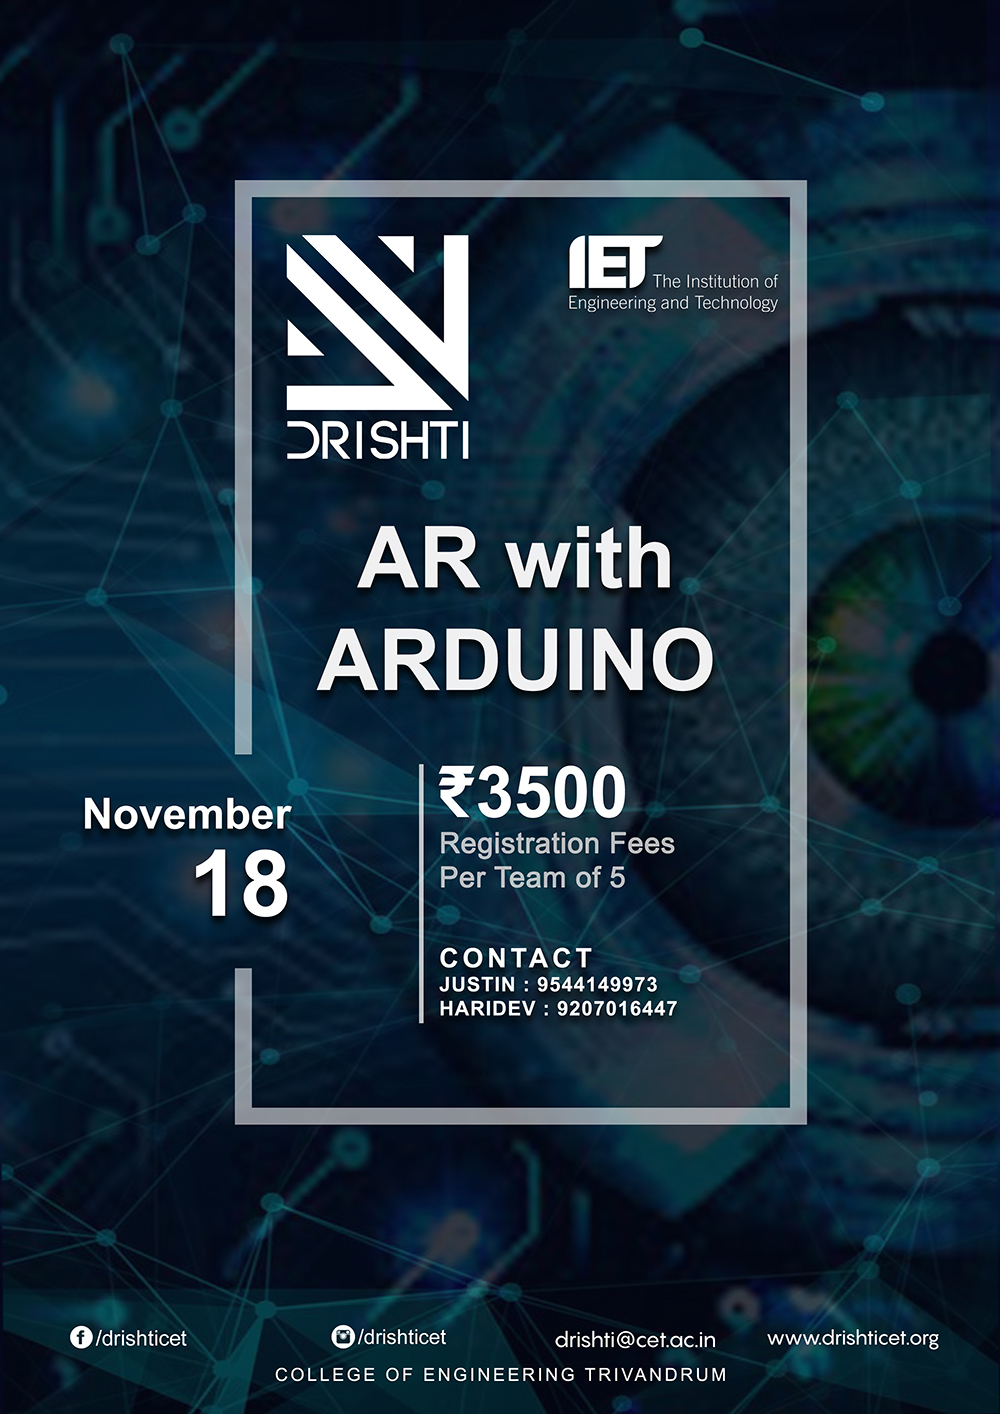 DRISHTI
IET The Institution of
Engineering and Technology
AR with
ARDUINO
November
18
₹3500
Registration Fees
Per Team of 5
CONTACT
JUSTIN : 9544149973
HARIDEV : 9207016447
/drishticet
/drishticet
drishti@cet.ac.in
www.drishticet.org
COLLEGE OF ENGINEERING TRIVANDRUM